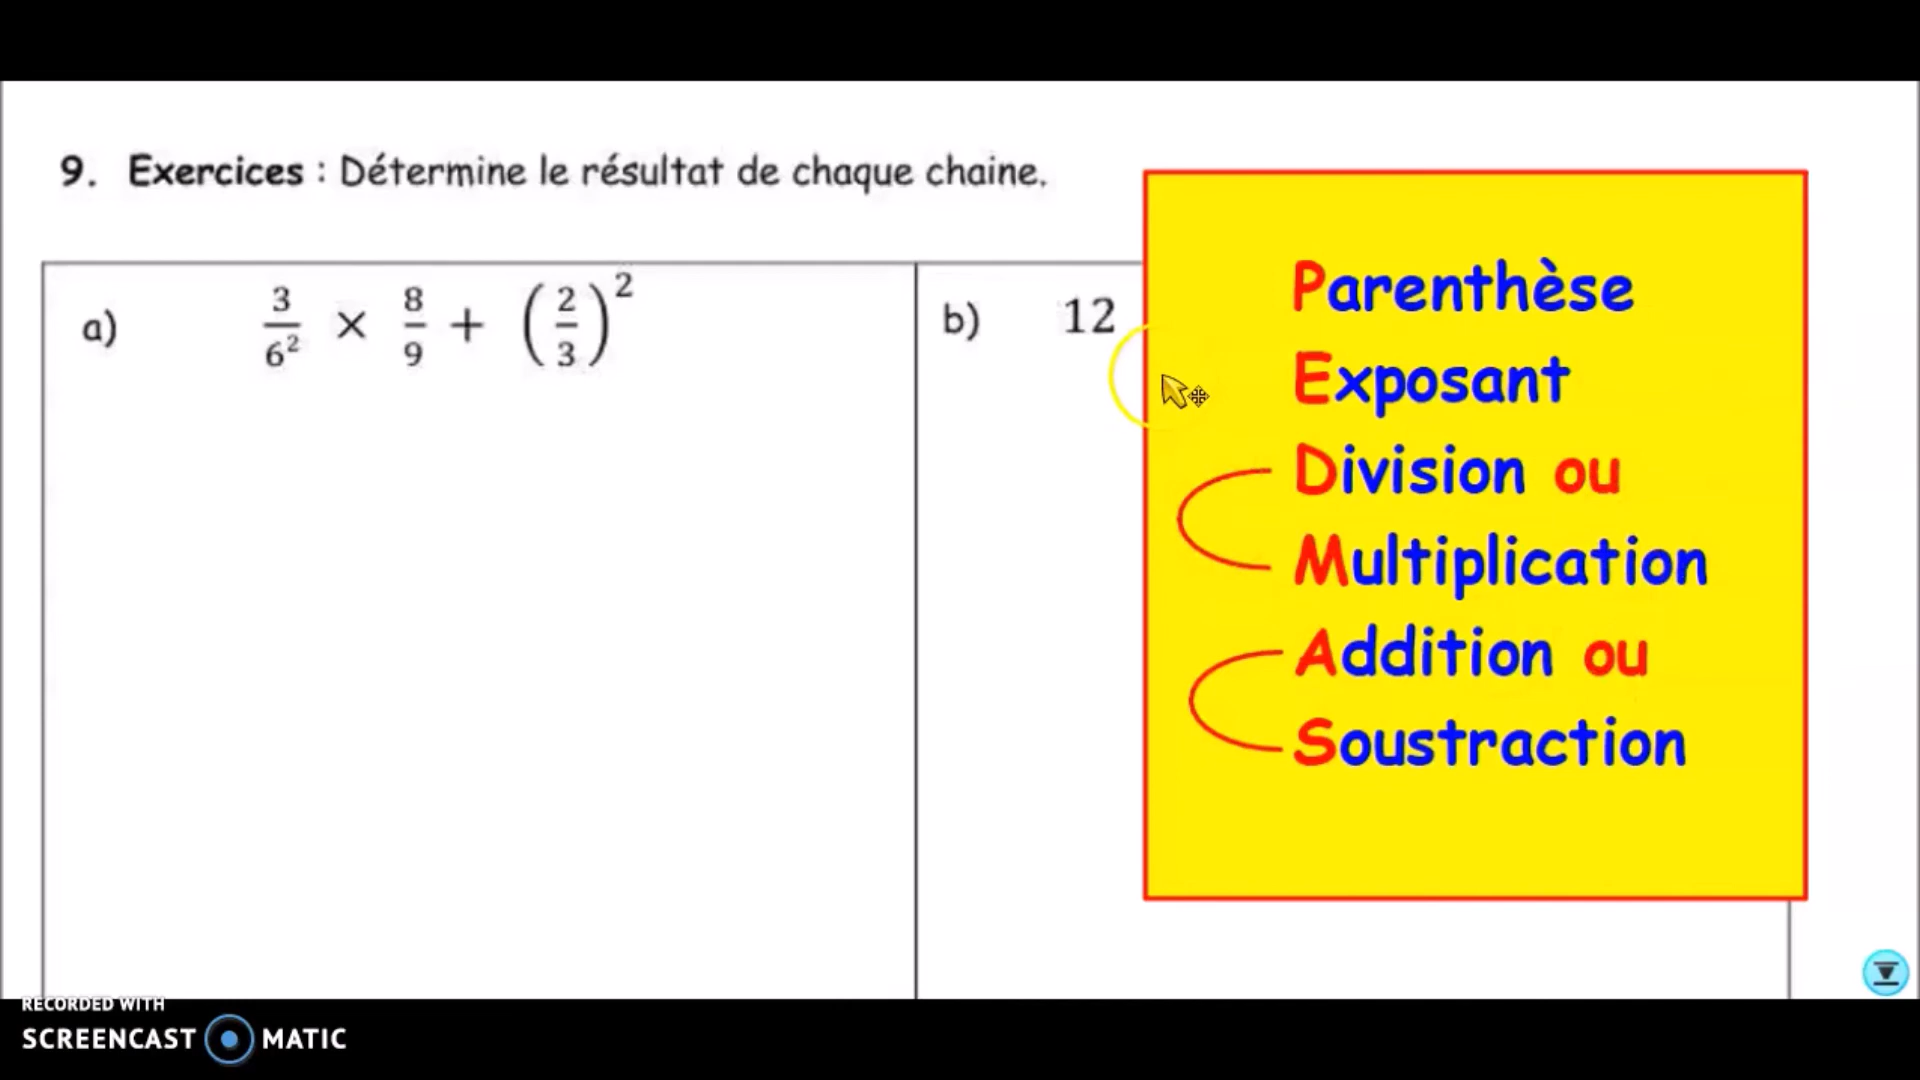 9. Exercices : Détermine le résultat de chaque chaine.
a) 3/6² × 8/9 + (2/3)²
b) 12
Parenthèse
Exposant
Division ou
Multiplication
Addition ou
Soustraction
RECORDED WITH
SCREENCAST MATIC